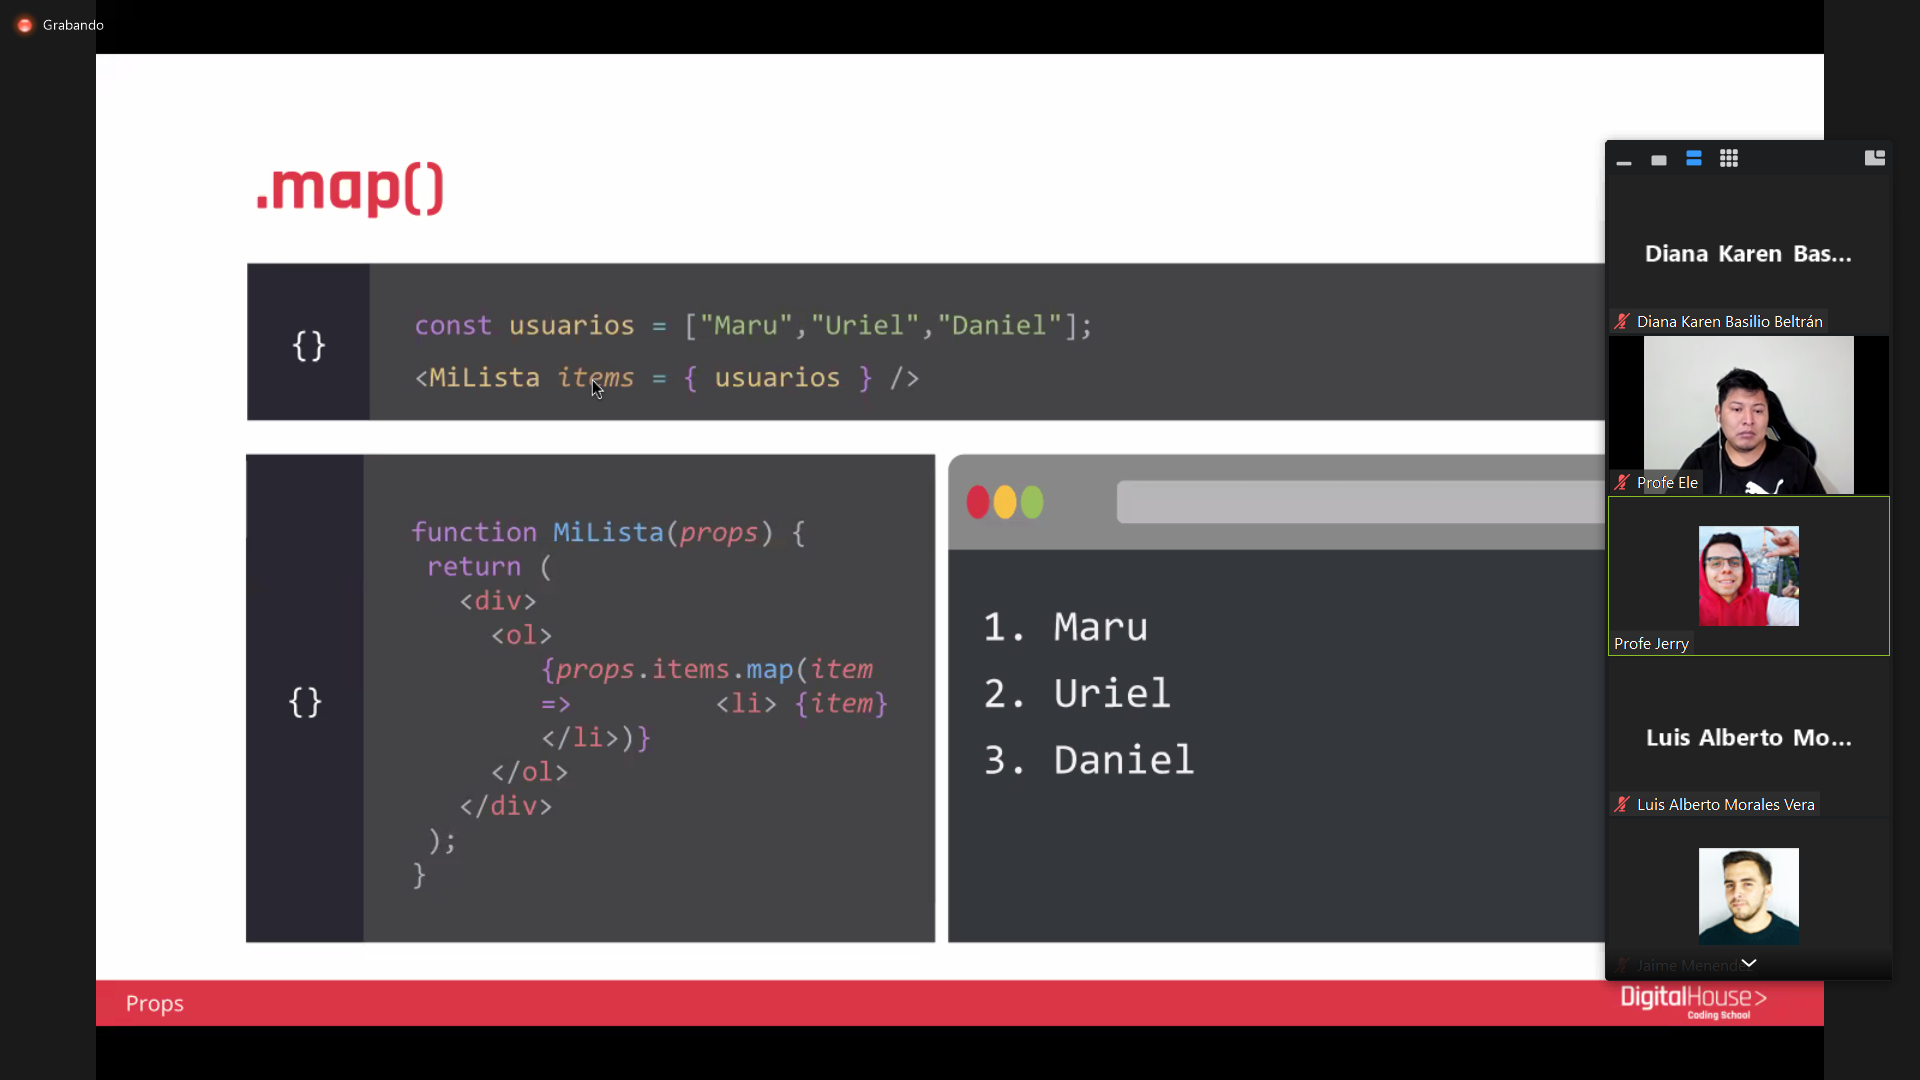 Grabando
.map()
{}
const usuarios = ["Maru","Uriel","Daniel"];
<MiLista items = { usuarios } />
{}
function MiLista(props) {
return (
<div>
<ol>
{props.items.map(item
=> <li> {item}
</li>)}
</ol>
</div>
);
}
1. Maru
2. Uriel
3. Daniel
Diana Karen Bas...
Diana Karen Basilio Beltrán
Profe Ele
Profe Jerry
Luis Alberto Mo...
Luis Alberto Morales Vera
Jaime Menendez
Props
DigitalHouse>
Coding School